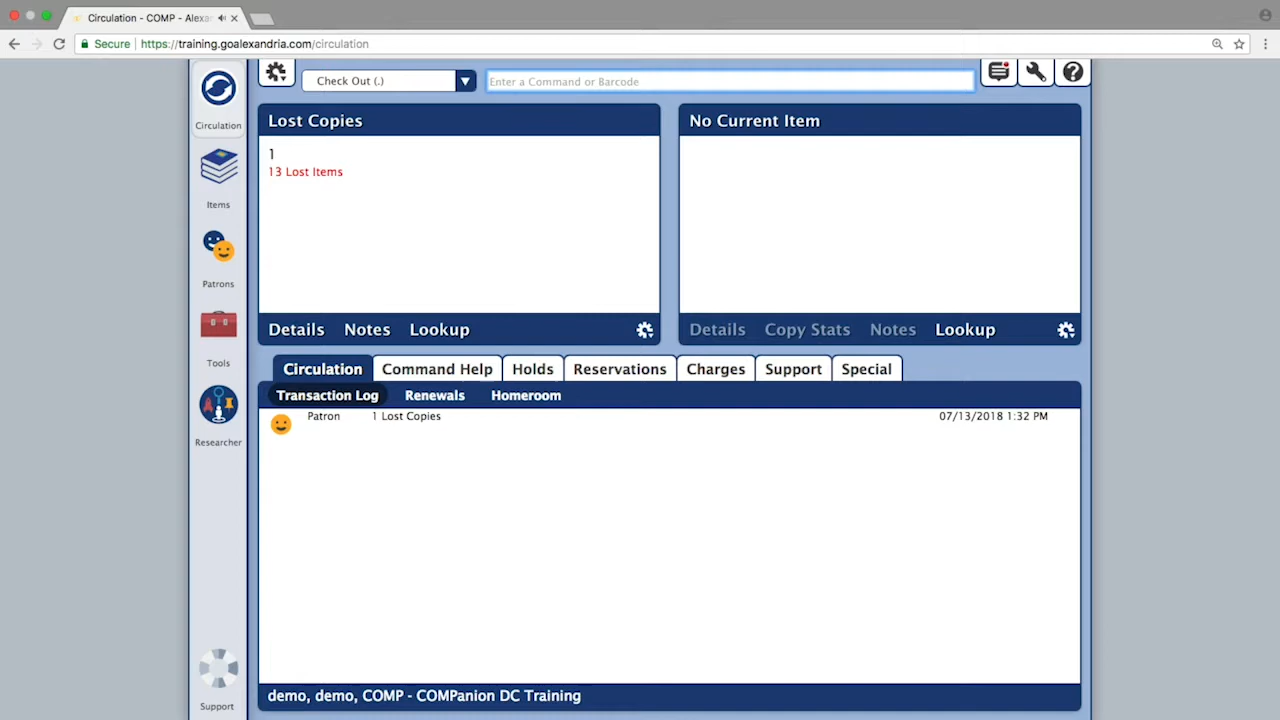 Circulation - COMP - Alexan
Secure https://training.goalexandria.com/circulation
Circulation
Items
Patrons
Tools
Researcher
Support
Check Out (.)
Enter a Command or Barcode
Lost Copies
1
13 Lost Items
Details Notes Lookup
No Current Item
Details Copy Stats Notes Lookup
Circulation Command Help Holds Reservations Charges Support Special
Transaction Log Renewals Homeroom
Patron 1 Lost Copies 07/13/2018 1:32 PM
demo, demo, COMP - COMPanion DC Training